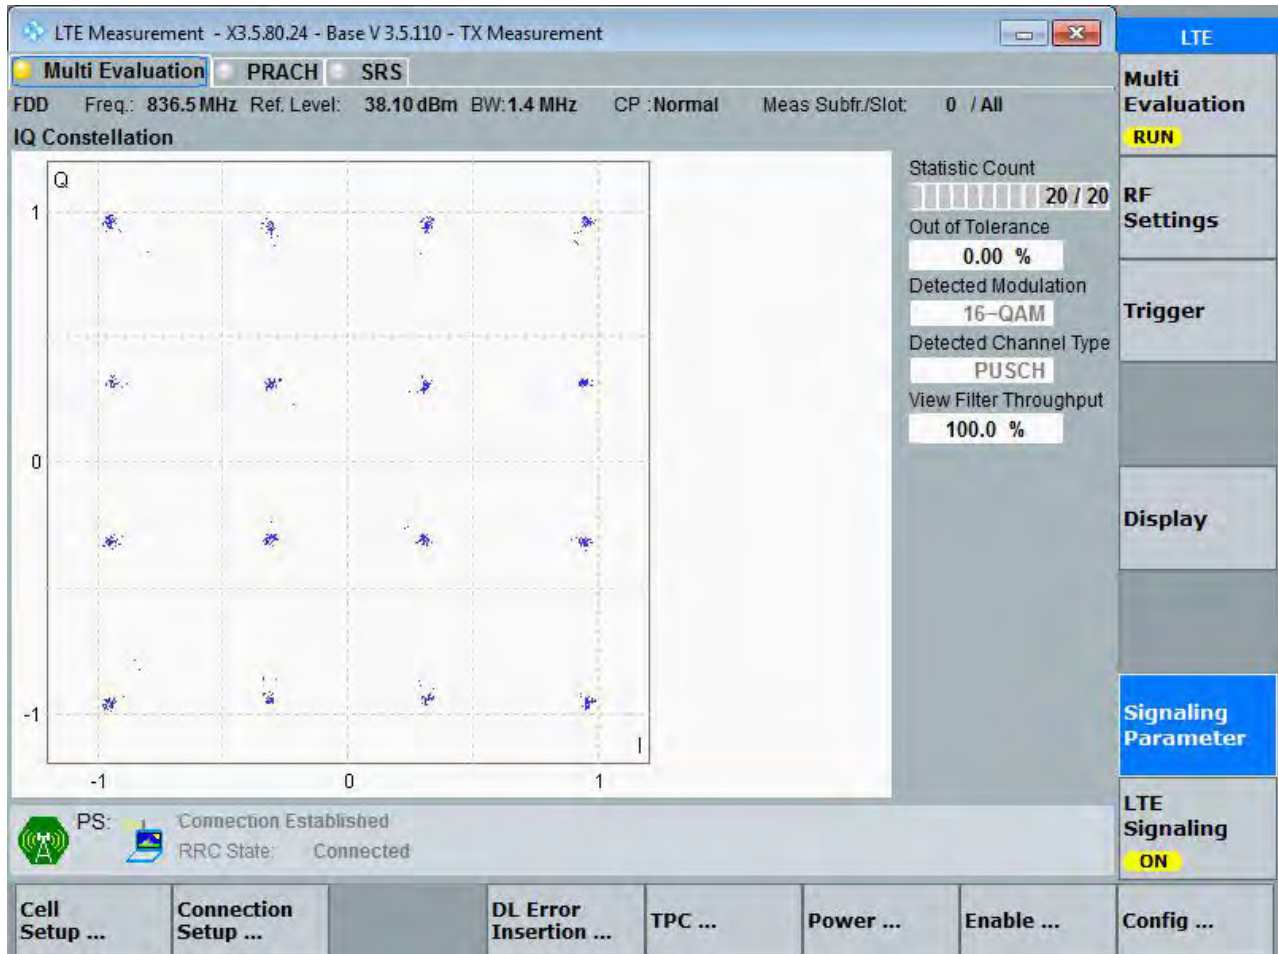 LTE Measurement - X3.5.80.24 - Base V 3.5.110 - TX Measurement
LTE
Multi Evaluation PRACH SRS
FDD Freq.: 836.5 MHz Ref. Level: 38.10 dBm BW:1.4 MHz CP :Normal Meas Subfr./Slot: 0 / All
IQ Constellation
Q
1
0
-1
-1 0 1
I
Statistic Count
20 / 20
Out of Tolerance
0.00 %
Detected Modulation
16-QAM
Detected Channel Type
PUSCH
View Filter Throughput
100.0 %
Multi
Evaluation
RUN
RF
Settings
Trigger
Display
Signaling
Parameter
LTE
Signaling
ON
PS: Connection Established
RRC State: Connected
Cell
Setup ...
Connection
Setup ...
DL Error
Insertion ...
TPC ...
Power ...
Enable ...
Config ...